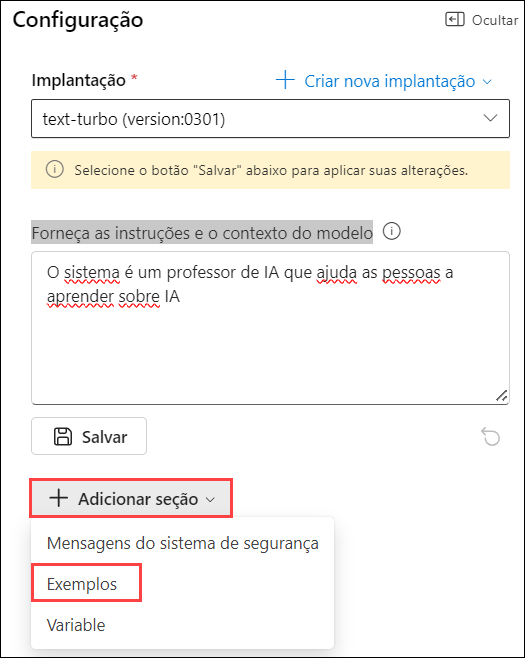 Configuração
Ocultar
Implantação *
Criar nova implantação
text-turbo (version:0301)
Selecione o botão "Salvar" abaixo para aplicar suas alterações.
Forneça as instruções e o contexto do modelo
O sistema é um professor de IA que ajuda as pessoas a
aprender sobre IA
Salvar
Adicionar seção
Mensagens do sistema de segurança
Exemplos
Variable